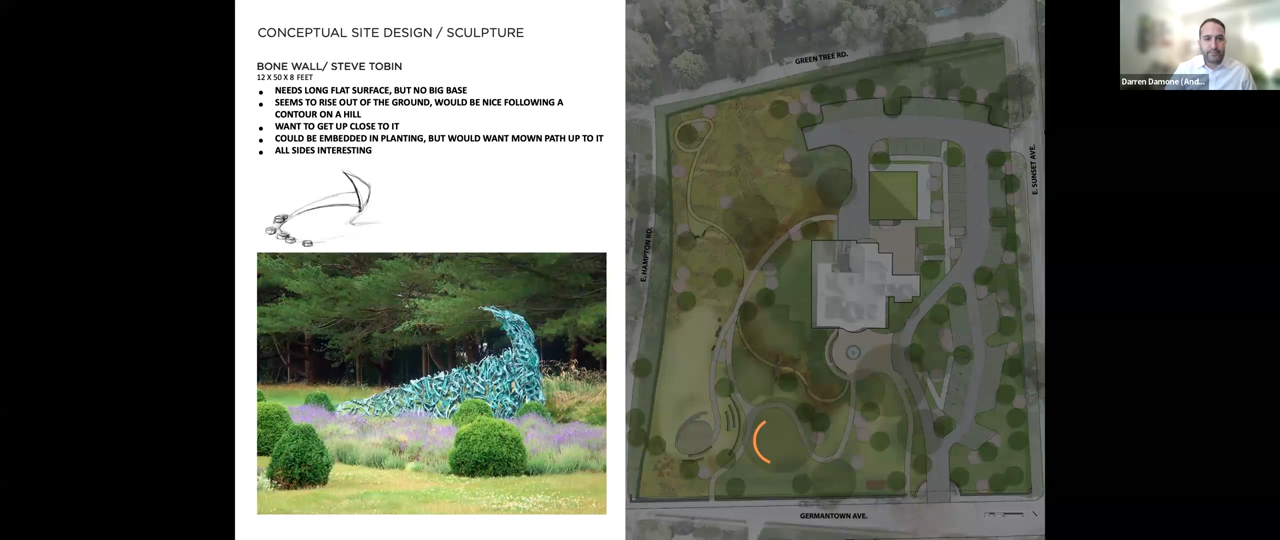 CONCEPTUAL SITE DESIGN / SCULPTURE
BONE WALL/ STEVE TOBIN
12 X 50 X 8 FEET
• NEEDS LONG FLAT SURFACE, BUT NO BIG BASE
• SEEMS TO RISE OUT OF THE GROUND, WOULD BE NICE FOLLOWING A
CONTOUR ON A HILL
• WANT TO GET UP CLOSE TO IT
• COULD BE EMBEDDED IN PLANTING, BUT WOULD WANT MOWN PATH UP TO IT
• ALL SIDES INTERESTING
GREEN TREE RD.
E. SUNSET AVE.
E. HAMPTON RD.
GERMANTOWN AVE.
Darren Damone (And...